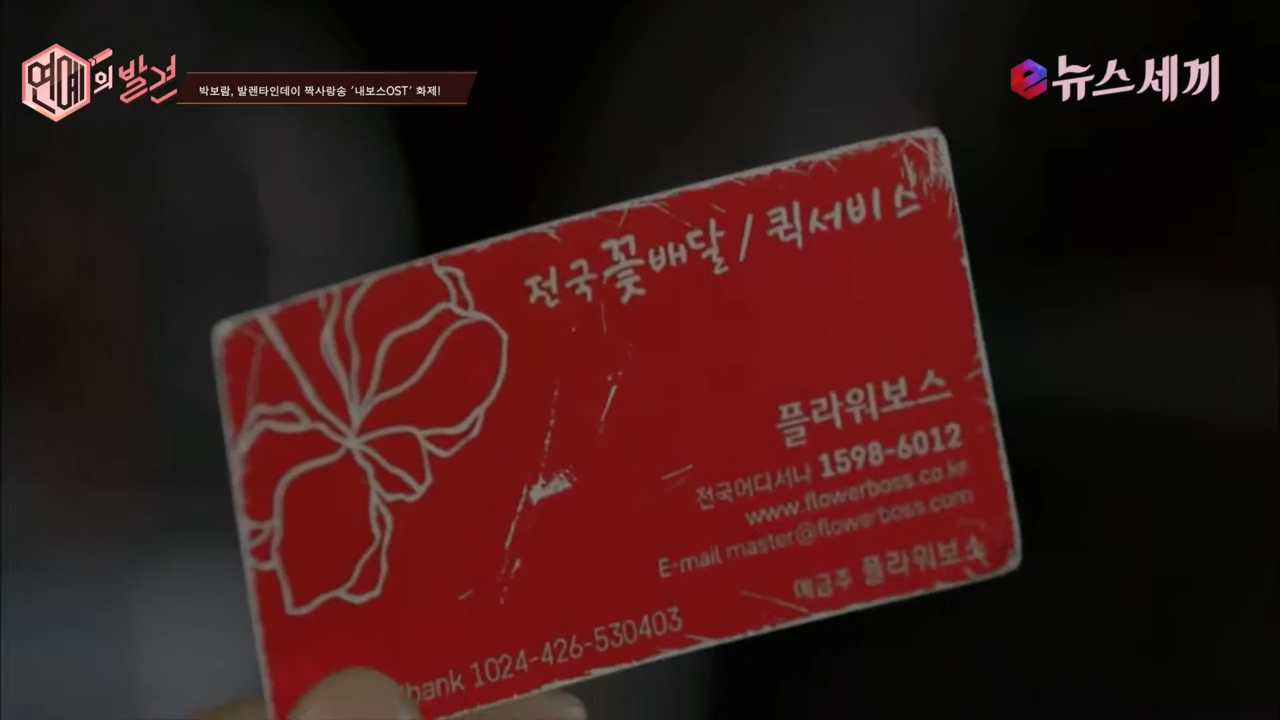 연예의 발견
박보람, 발렌타인데이 짝사랑송 '내보스OST' 화제!
e뉴스세끼
전국꽃배달/퀵서비스
플라워보스
전국어디서나 1598-6012
www.flowerboss.co.kr
E-mail master@flowerboss.com
예금주 플라워보스
bank 1024-426-530403